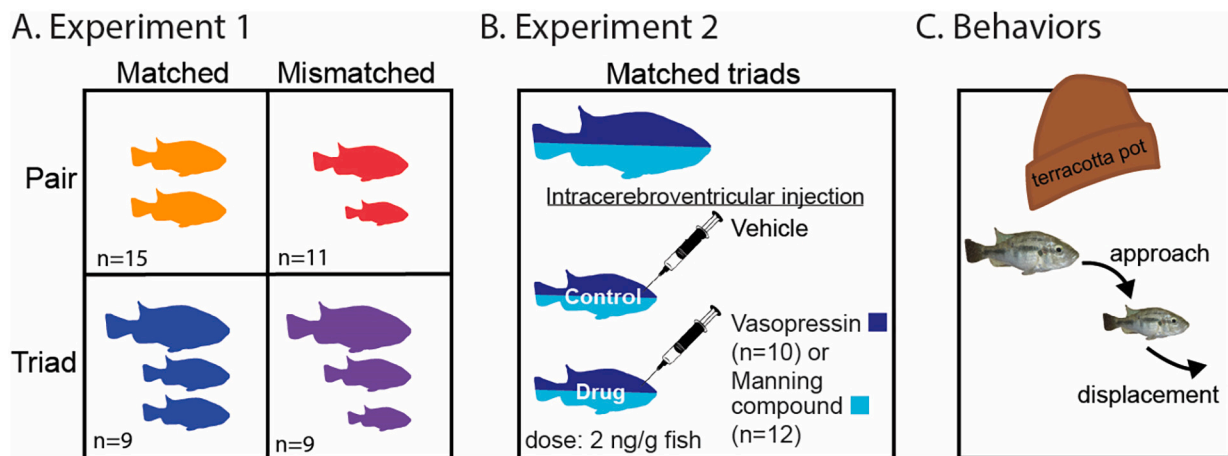 A. Experiment 1
Matched
Mismatched
Pair
n=15
n=11
Triad
n=9
n=9
B. Experiment 2
Matched triads
Intracerebroventricular injection
Vehicle
Control
Drug
Vasopressin
(n=10) or
Manning
compound
(n=12)
dose: 2 ng/g fish
C. Behaviors
terracotta pot
approach
displacement